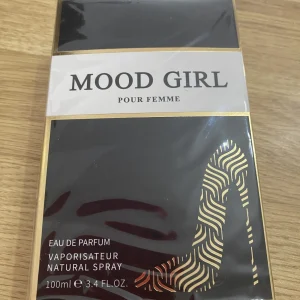 MOOD GIRL
POUR FEMME
EAU DE PARFUM
VAPORISATEUR
NATURAL SPRAY
100ml ℮ 3.4 FL.OZ.